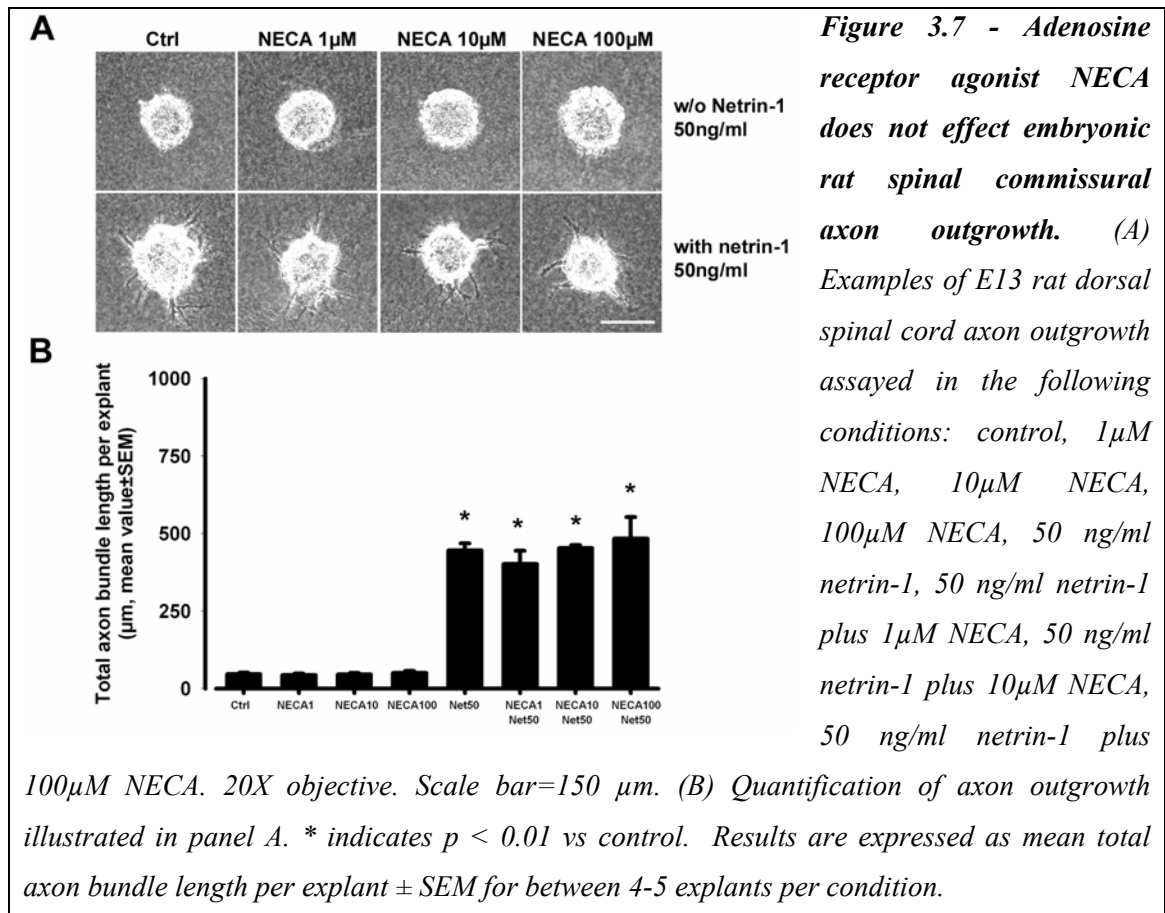 A
Ctrl NECA 1µM NECA 10µM NECA 100µM
w/o Netrin-1
50ng/ml
with netrin-1
50ng/ml
B
Total axon bundle length per explant
(µm, mean value±SEM)
1000
750
500
250
0
* * * *
Ctrl NECA1 NECA10 NECA100 Net50 NECA1 NECA10 NECA100
Net50 Net50 Net50
Figure 3.7 - Adenosine
receptor agonist NECA
does not effect embryonic
rat spinal commissural
axon outgrowth. (A)
Examples of E13 rat dorsal
spinal cord axon outgrowth
assayed in the following
conditions: control, 1µM
NECA, 10µM NECA,
100µM NECA, 50 ng/ml
netrin-1, 50 ng/ml netrin-1
plus 1µM NECA, 50 ng/ml
netrin-1 plus 10µM NECA,
50 ng/ml netrin-1 plus
100µM NECA. 20X objective. Scale bar=150 µm. (B) Quantification of axon outgrowth
illustrated in panel A. * indicates p < 0.01 vs control. Results are expressed as mean total
axon bundle length per explant ± SEM for between 4-5 explants per condition.